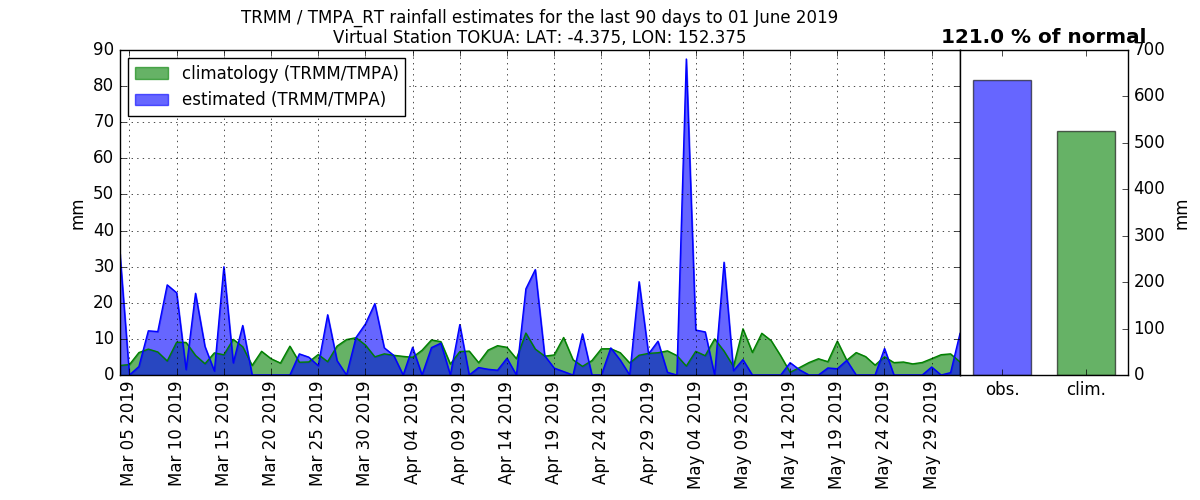 TRMM / TMPA_RT rainfall estimates for the last 90 days to 01 June 2019
Virtual Station TOKUA: LAT: -4.375, LON: 152.375
121.0 % of normal
climatology (TRMM/TMPA)
estimated (TRMM/TMPA)
90
80
70
60
50
40
30
20
10
0
mm
Mar 05 2019
Mar 10 2019
Mar 15 2019
Mar 20 2019
Mar 25 2019
Mar 30 2019
Apr 04 2019
Apr 09 2019
Apr 14 2019
Apr 19 2019
Apr 24 2019
Apr 29 2019
May 04 2019
May 09 2019
May 14 2019
May 19 2019
May 24 2019
May 29 2019
obs.
clim.
700
600
500
400
300
200
100
0
mm